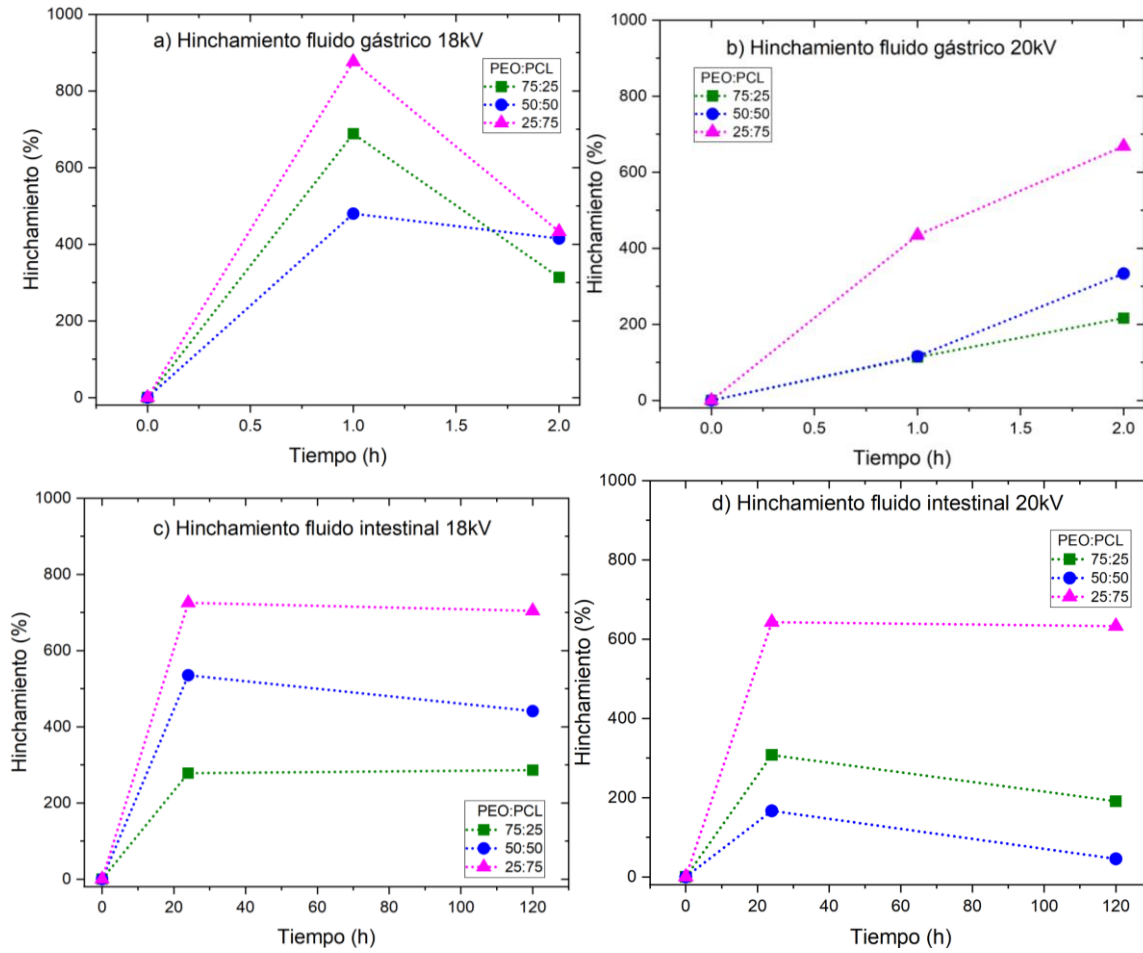 a) Hinchamiento fluido gástrico 18kV
PEO:PCL
75:25
50:50
25:75
Hinchamiento (%)
1000
800
600
400
200
0
0.0 0.5 1.0 1.5 2.0
Tiempo (h)
b) Hinchamiento fluido gástrico 20kV
PEO:PCL
75:25
50:50
25:75
Hinchamiento (%)
1000
800
600
400
200
0
0.0 0.5 1.0 1.5 2.0
Tiempo (h)
c) Hinchamiento fluido intestinal 18kV
Hinchamiento (%)
1000
800
600
400
200
0
PEO:PCL
75:25
50:50
25:75
0 20 40 60 80 100 120
Tiempo (h)
d) Hinchamiento fluido intestinal 20kV
PEO:PCL
75:25
50:50
25:75
Hinchamiento (%)
1000
800
600
400
200
0
0 20 40 60 80 100 120
Tiempo (h)